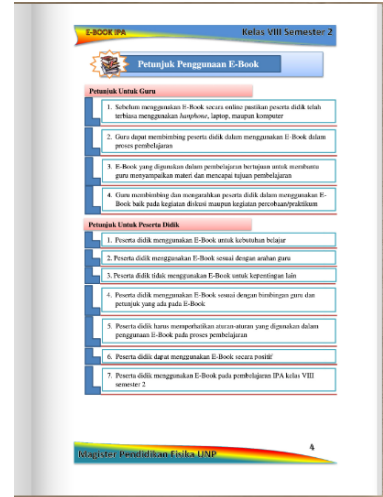 E-BOOK IPA
Kelas VIII Semester 2
Petunjuk Penggunaan E-Book
Petunjuk Untuk Guru
1. Sebelum menggunakan E-Book secara online pastikan peserta didik telah
terbiasa menggunakan hanphone, laptop, maupun komputer
2. Guru dapat membimbing peserta didik dalam menggunakan E-Book dalam
proses pembelajaran
3. E-Book yang digunakan dalam pembelajaran bertujuan untuk membantu
guru menyampaikan materi dan mencapai tujuan pembelajaran
4. Guru membimbing dan mengarahkan peserta didik dalam menggunakan E-
Book baik pada kegiatan diskusi maupun kegiatan percobaan/praktikum
Petunjuk Untuk Peserta Didik
1. Peserta didik menggunakan E-Book untuk kebutuhan belajar
2. Peserta didik menggunakan E-Book sesuai dengan arahan guru
3. Peserta didik tidak menggunakan E-Book untuk kepentingan lain
4. Peserta didik menggunakan E-Book sesuai dengan bimbingan guru dan
petunjuk yang ada pada E-Book
5. Peserta didik harus memperhatikan aturan-aturan yang digunakan dalam
penggunaan E-Book pada proses pembelajaran
6. Peserta didik dapat menggunakan E-Book secara positif
7. Peserta didik menggunakan E-Book pada pembelajaran IPA kelas VIII
semester 2
4
Magister Pendidikan Fisika UNP